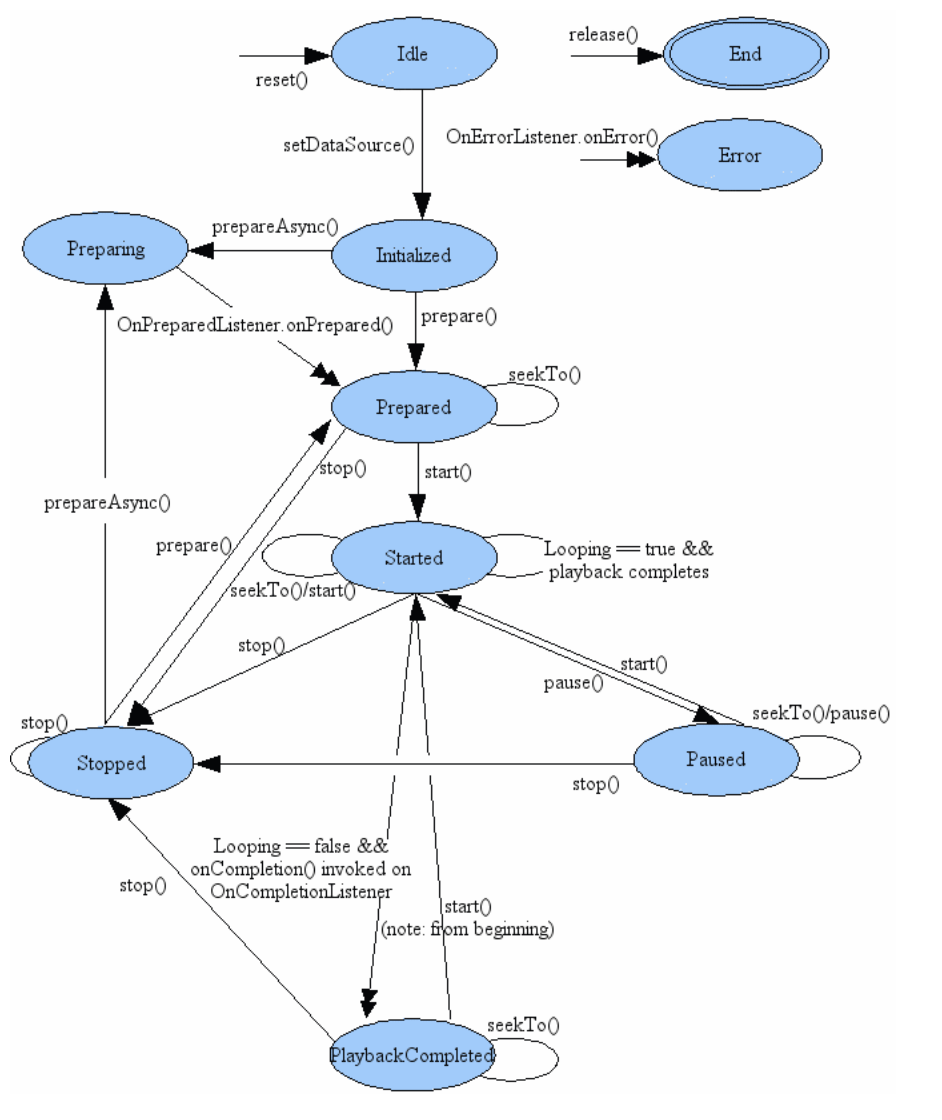 Idle
release()
End
reset()
setDataSource()
OnErrorListener.onError()
Error
Preparing
prepareAsync()
Initialized
OnPreparedListener.onPrepared()
prepare()
seekTo()
Prepared
stop()
start()
prepareAsync()
prepare()
Started
Looping == true &&
playback completes
seekTo()/start()
stop()
start()
pause()
seekTo()/pause()
stop()
Stopped
Paused
stop()
Looping == false &&
onCompletion() invoked on
OnCompletionListener
stop()
start()
(note: from beginning)
seekTo()
PlaybackCompleted